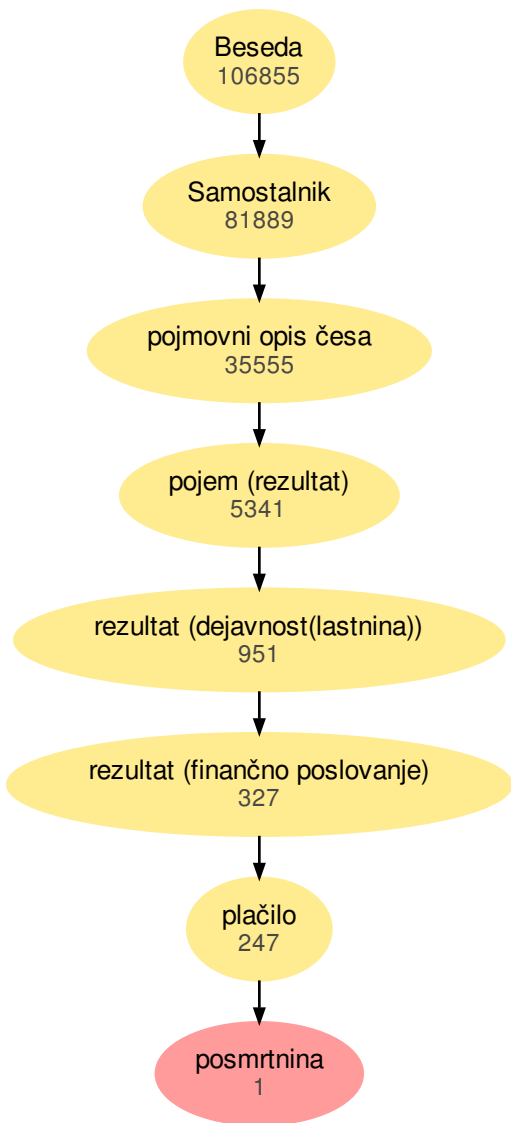 Beseda
106855
Samostalnik
81889
pojmovni opis česa
35555
pojem (rezultat)
5341
rezultat (dejavnost(lastnina))
951
rezultat (finančno poslovanje)
327
plačilo
247
posmrtnina
1